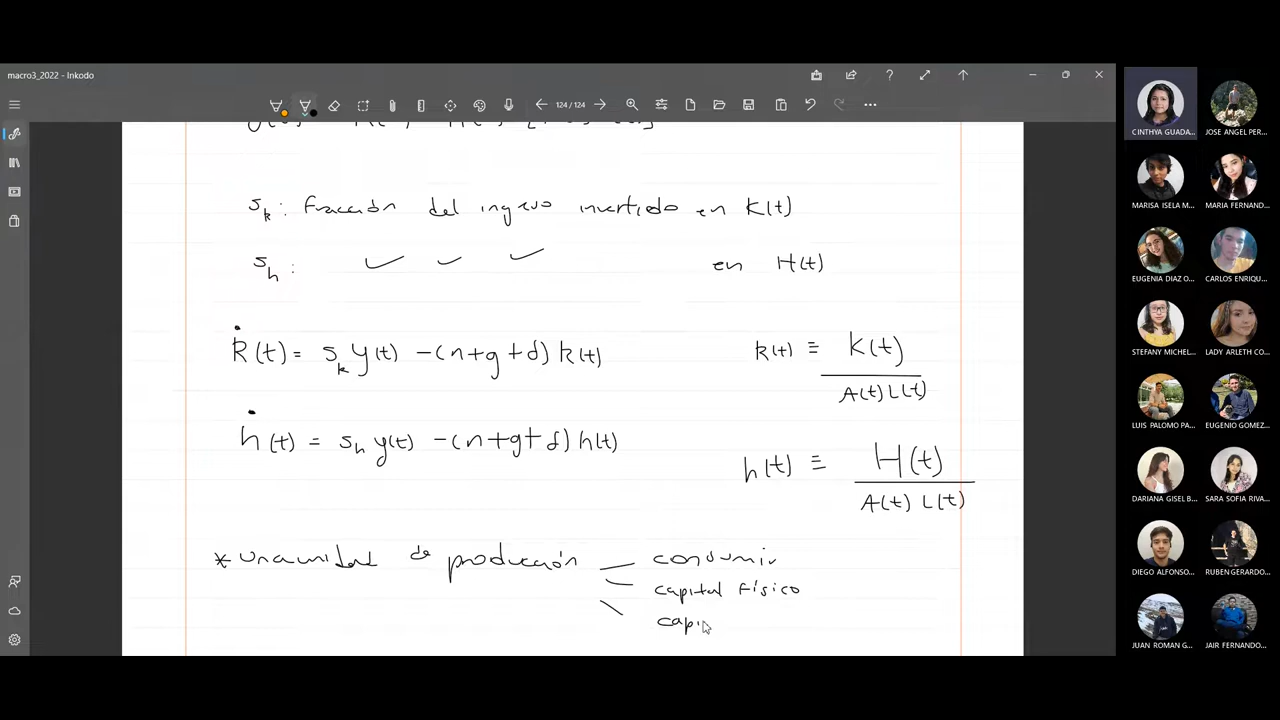 macro3_2022 - Inkodo
124 / 124
CINTHYA GUADA...
JOSE ANGEL PER...
MARISA ISELA M...
MARIA FERNAND...
EUGENIA DIAZ O...
CARLOS ENRIQU...
STEFANY MICHEL...
LADY ARLETH CO...
LUIS PALOMO PA...
EUGENIO GOMEZ...
DARIANA GISEL B...
SARA SOFIA RIVA...
DIEGO ALFONSO...
RUBEN GERARDO...
JUAN ROMAN G...
JAIR FERNANDO...
s_k : fracción del ingreso invertido en K(t)
s_h : ✓ ✓ ✓ en H(t)
k̇(t) = s_k y(t) - (n+g+δ) k(t)
k(t) ≡ K(t) / A(t) L(t)
ḣ(t) = s_h y(t) - (n+g+δ) h(t)
h(t) ≡ H(t) / A(t) L(t)
* una unidad de producción
consumir
capital físico
capi